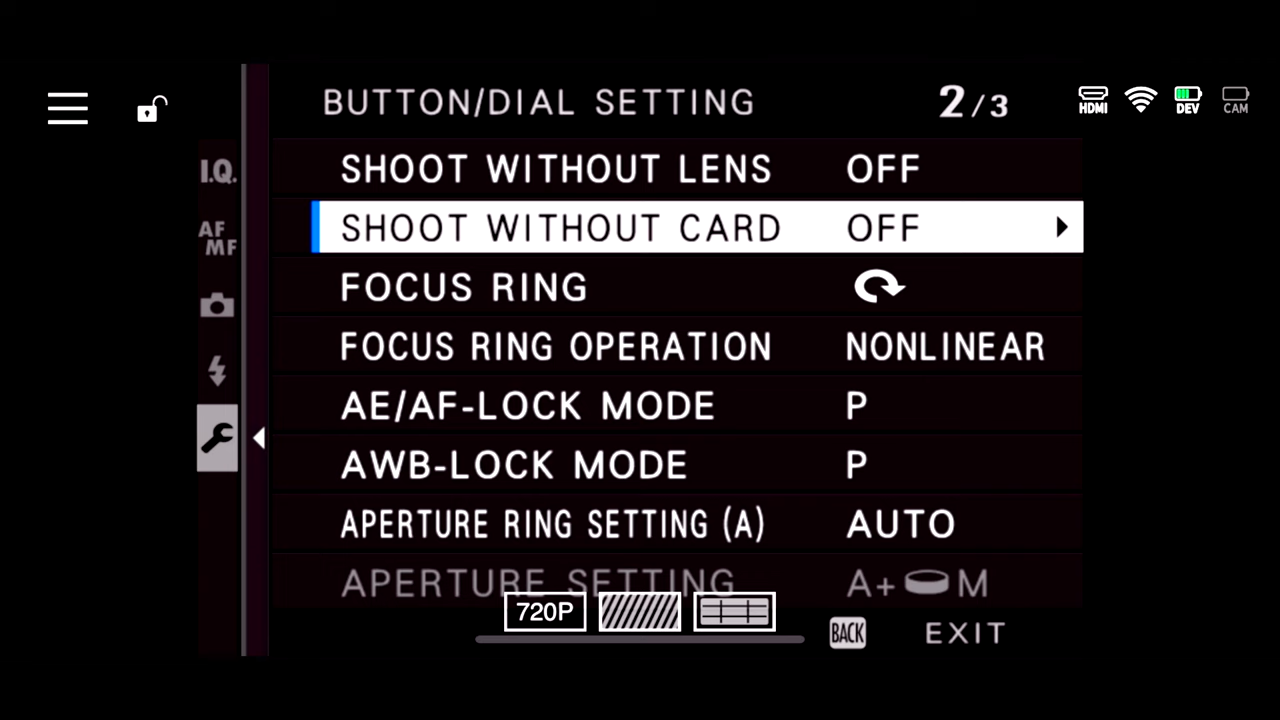 BUTTON/DIAL SETTING 2/3
HDMI DEV CAM
I.Q.
AF MF
SHOOT WITHOUT LENS OFF
SHOOT WITHOUT CARD OFF
FOCUS RING
FOCUS RING OPERATION NONLINEAR
AE/AF-LOCK MODE P
AWB-LOCK MODE P
APERTURE RING SETTING (A) AUTO
APERTURE SETTING A+ M
720P
BACK EXIT